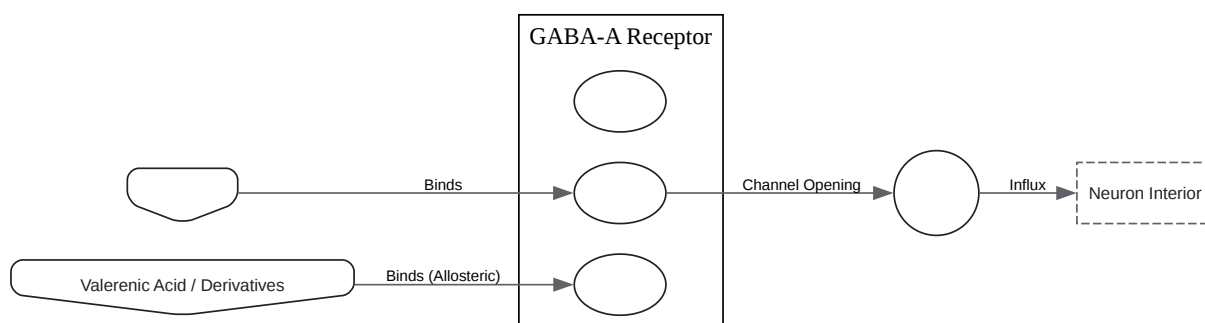 GABA-A Receptor
Binds
Channel Opening
Influx
Neuron Interior
Valerenic Acid / Derivatives
Binds (Allosteric)